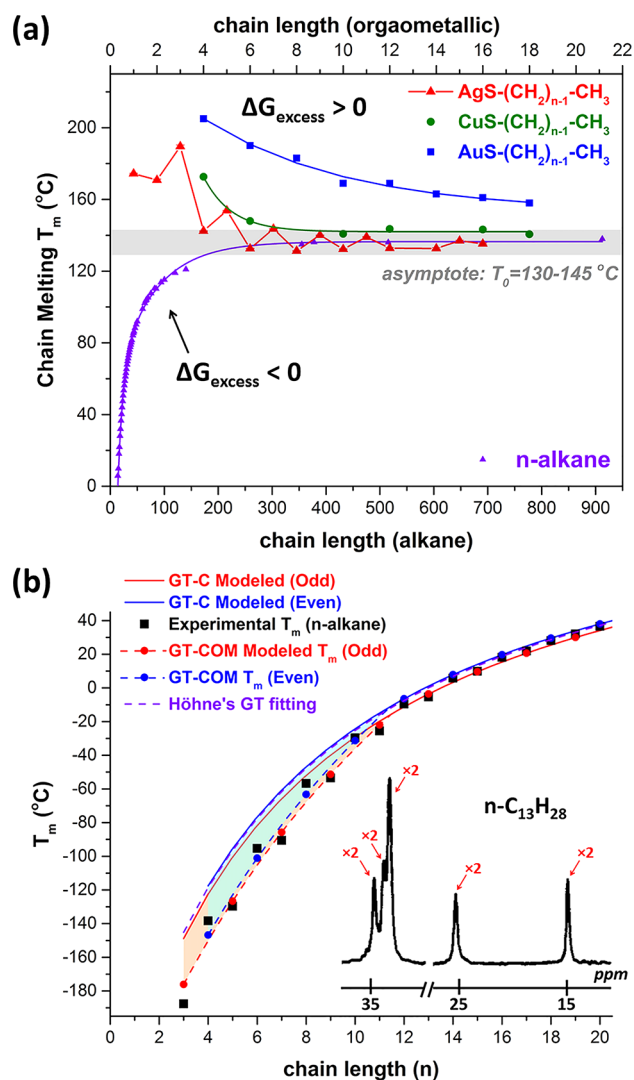 (a)
chain length (orgaometallic)
0 2 4 6 8 10 12 14 16 18 20 22
AgS-(CH2)n-1-CH3
CuS-(CH2)n-1-CH3
AuS-(CH2)n-1-CH3
ΔGexcess > 0
Chain Melting Tm (°C)
200
160
120
80
40
0
asymptote: T0=130-145 °C
ΔGexcess < 0
n-alkane
0 100 200 300 400 500 600 700 800 900 1000
chain length (alkane)
(b)
GT-C Modeled (Odd)
GT-C Modeled (Even)
Experimental Tm (n-alkane)
GT-COM Modeled Tm (Odd)
GT-COM Tm (Even)
Höhne's GT fitting
Tm (°C)
40
20
0
-20
-40
-60
-80
-100
-120
-140
-160
-180
n-C13H28
×2
×2
×2
×2
×2
ppm
35 25 15
0 2 4 6 8 10 12 14 16 18 20
chain length (n)